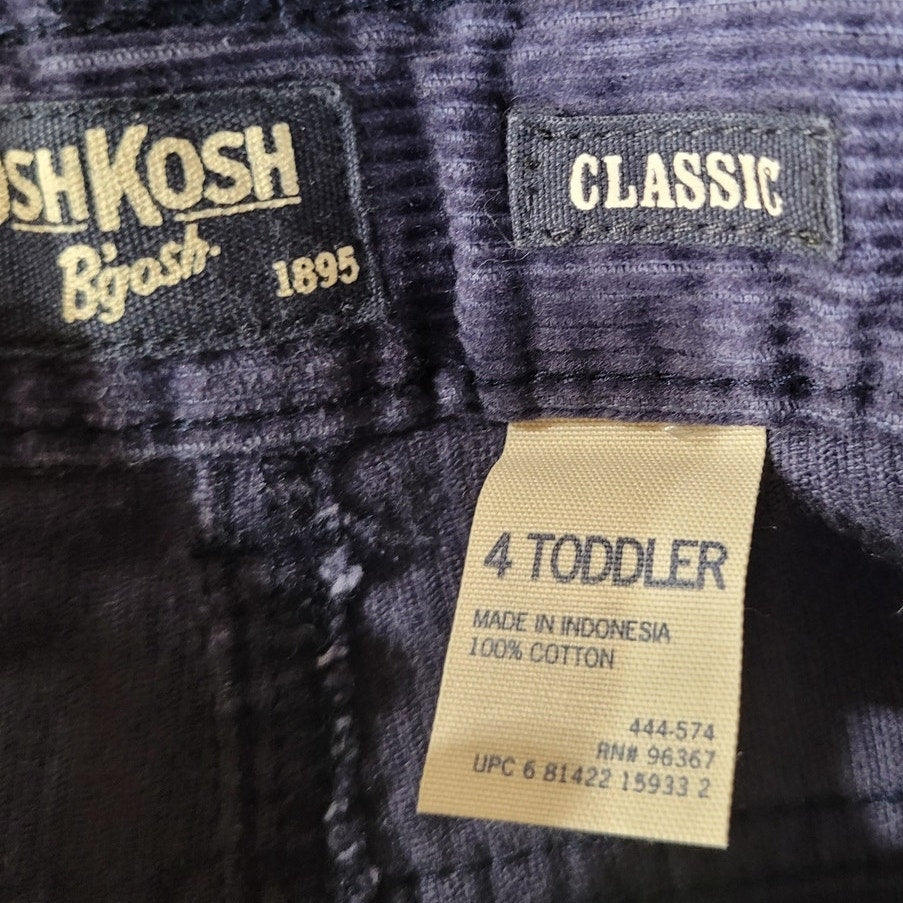 OSHKOSH
B'gosh
1895
CLASSIC
4 TODDLER
MADE IN INDONESIA
100% COTTON
444-574
RN# 96367
UPC 6 81422 15933 2